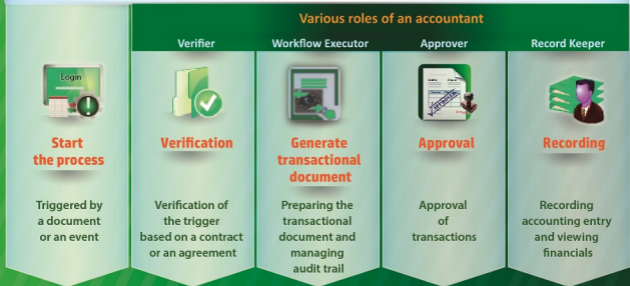 Various roles of an accountant
Verifier
Workflow Executor
Approver
Record Keeper
Login
APPROVED
Start
the process
Verification
Generate
transactional
document
Approval
Recording
Triggered by
a document
or an event
Verification of
the trigger
based on a contract
or an agreement
Preparing the
transactional
document and
managing
audit trail
Approval
of
transactions
Recording
accounting entry
and viewing
financials